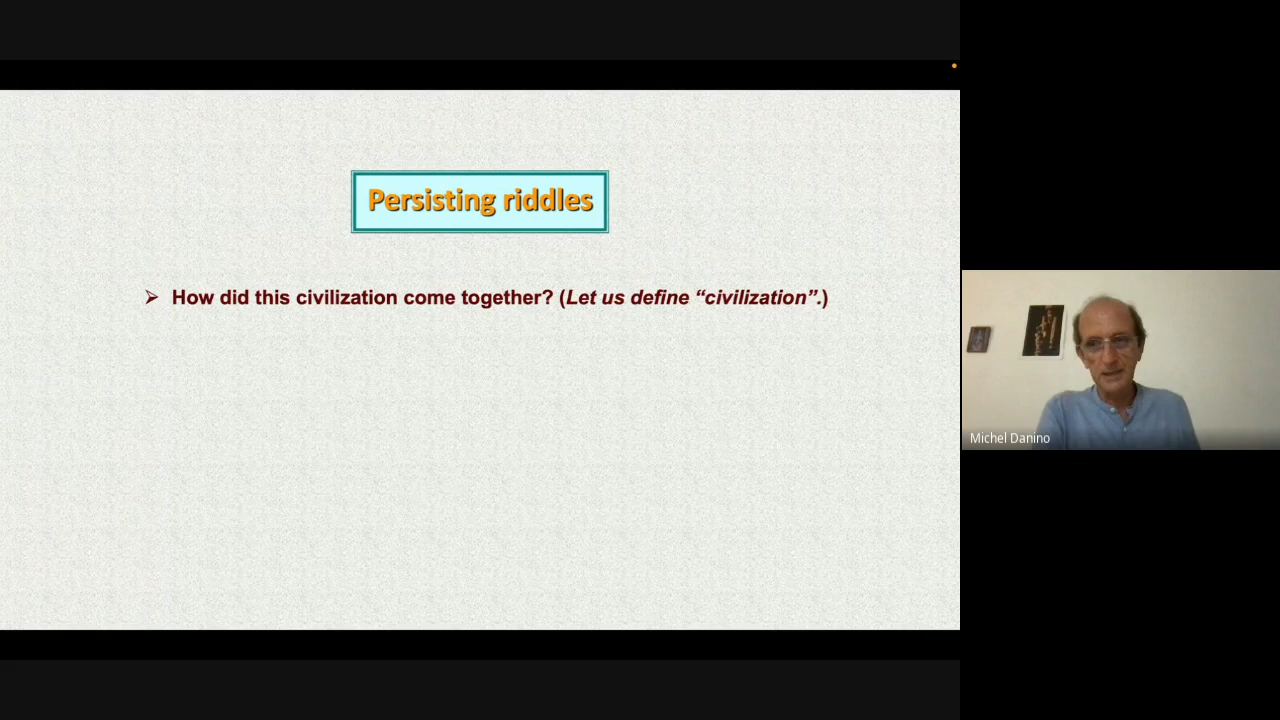 Persisting riddles
➢ How did this civilization come together? (Let us define “civilization”.)
Michel Danino